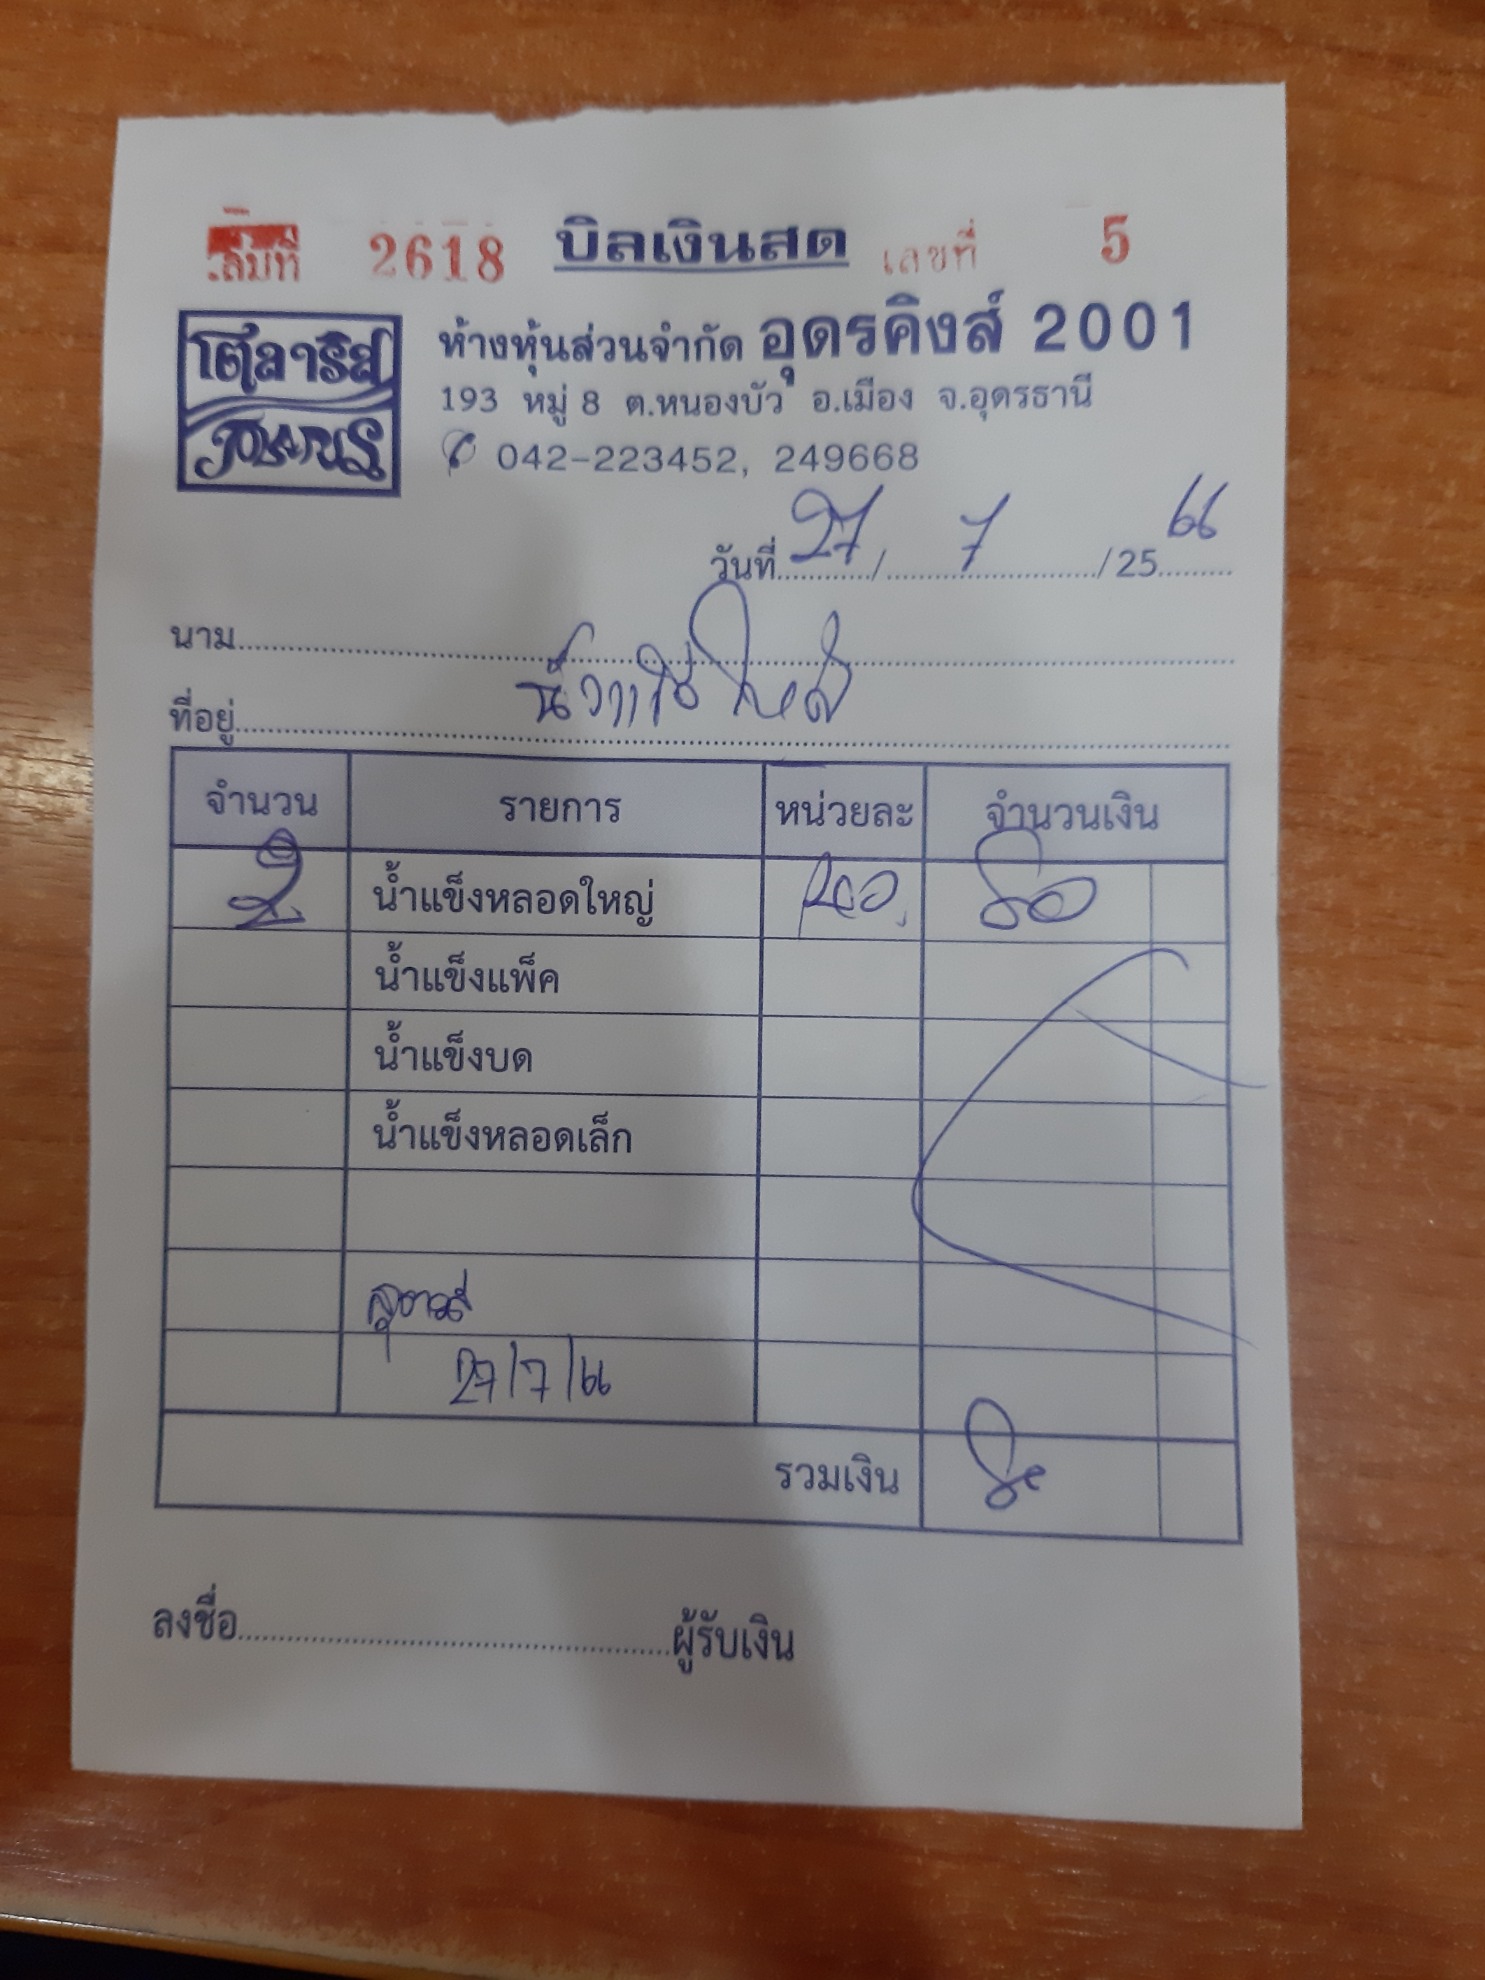 เล่มที่ 2618 บิลเงินสด เลขที่ 5
โซลาริส
ห้างหุ้นส่วนจำกัด อุดรคิงส์ 2001
193 หมู่ 8 ต.หนองบัว อ.เมือง จ.อุดรธานี
042-223452, 249668
วันที่ 27 / 7 / 25 66
นาม
ที่อยู่
จำนวน รายการ หน่วยละ จำนวนเงิน
2 น้ำแข็งหลอดใหญ่ 40 80
น้ำแข็งแพ็ค
น้ำแข็งบด
น้ำแข็งหลอดเล็ก
27/7/66
รวมเงิน 80
ลงชื่อ ผู้รับเงิน